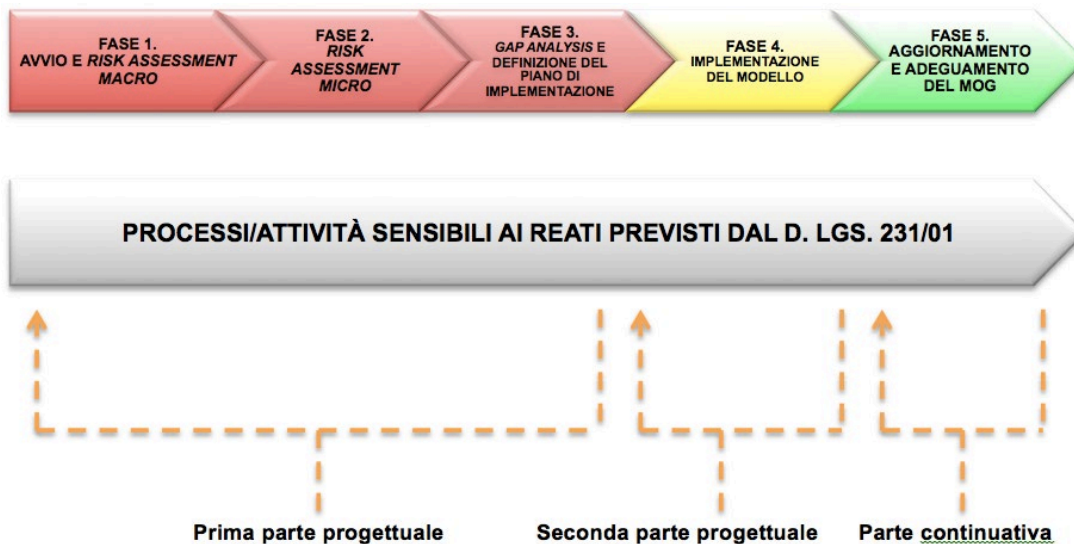 FASE 1.
AVVIO E RISK ASSESSMENT
MACRO
FASE 2.
RISK
ASSESSMENT
MICRO
FASE 3.
GAP ANALYSIS E
DEFINIZIONE DEL
PIANO DI
IMPLEMENTAZIONE
FASE 4.
IMPLEMENTAZIONE
DEL MODELLO
FASE 5.
AGGIORNAMENTO
E ADEGUAMENTO
DEL MOG
PROCESSI/ATTIVITÀ SENSIBILI AI REATI PREVISTI DAL D. LGS. 231/01
Prima parte progettuale
Seconda parte progettuale
Parte continuativa